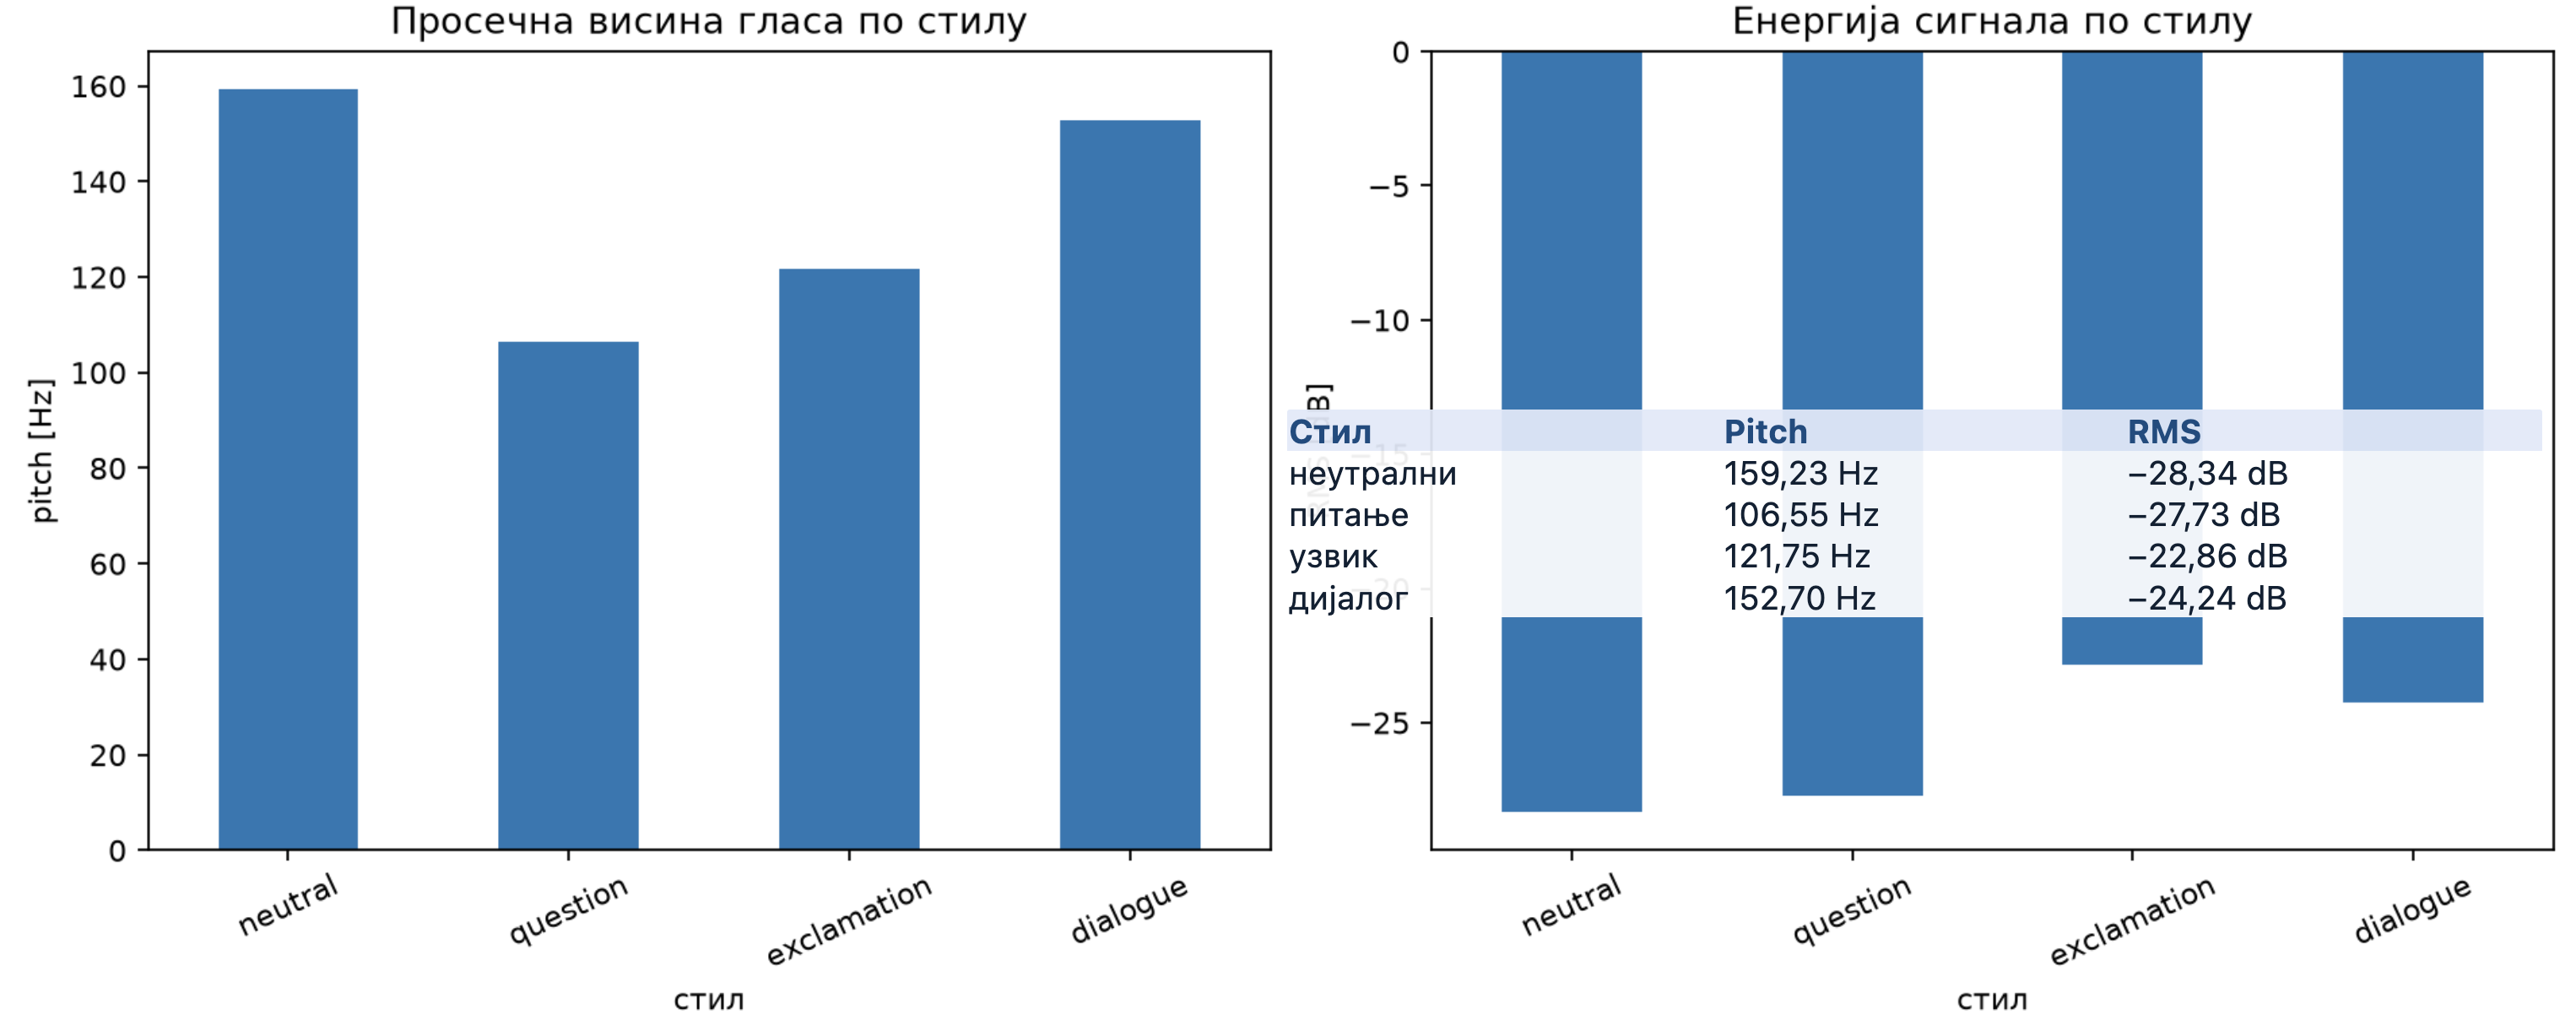 Просечна висина гласа по стилу
pitch [Hz]
160
140
120
100
80
60
40
20
0
neutral
question
exclamation
dialogue
стил
Енергија сигнала по стилу
0
−5
−10
−15
−20
−25
neutral
question
exclamation
dialogue
стил
Стил Pitch RMS
неутрални 159,23 Hz −28,34 dB
питање 106,55 Hz −27,73 dB
узвик 121,75 Hz −22,86 dB
дијалог 152,70 Hz −24,24 dB